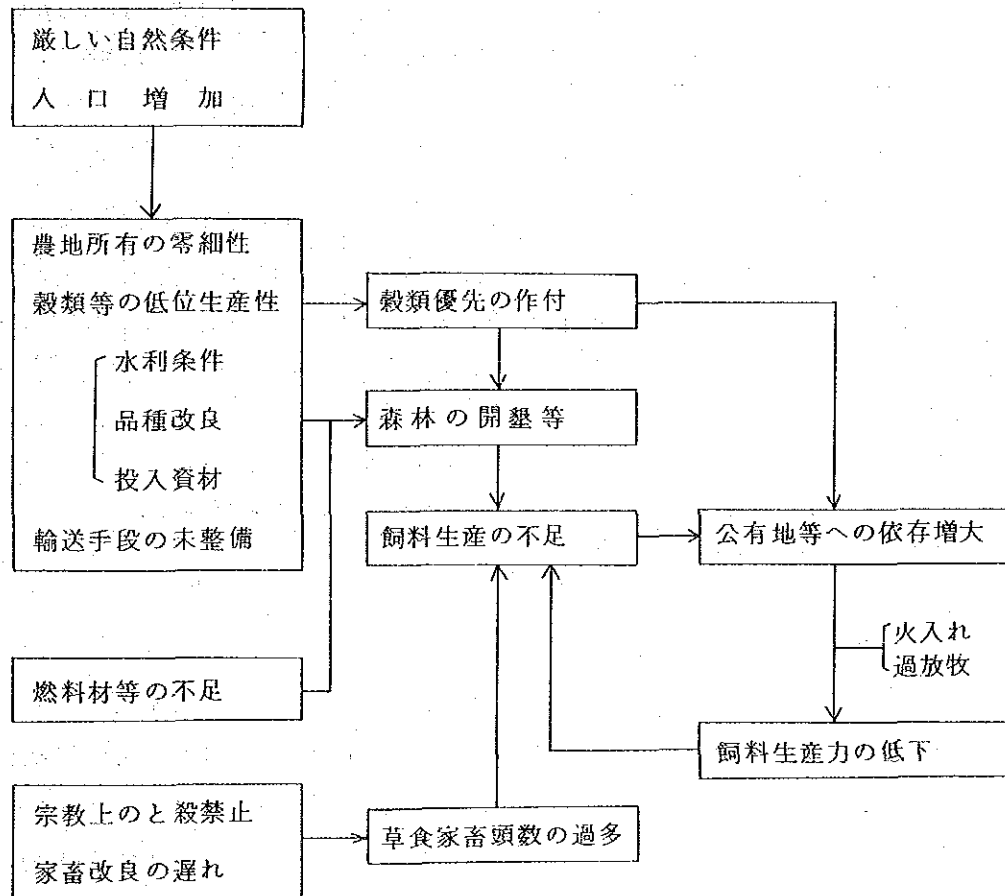 厳しい自然条件
人口増加
農地所有の零細性
穀類等の低位生産性
水利条件
品種改良
投入資材
輸送手段の未整備
穀類優先の作付
森林の開墾等
飼料生産の不足
公有地等への依存増大
火入れ
過放牧
燃料材等の不足
飼料生産力の低下
宗教上のと殺禁止
家畜改良の遅れ
草食家畜頭数の過多